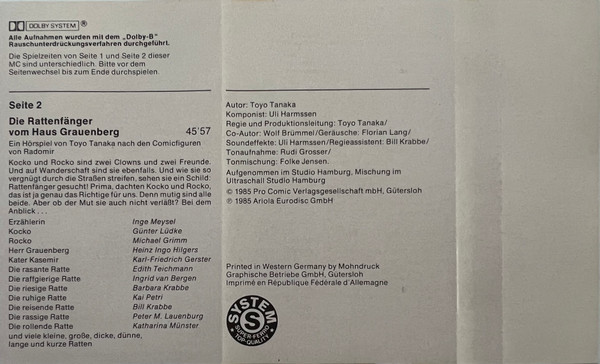 DOLBY SYSTEM ®
Alle Aufnahmen wurden mit dem „Dolby-B"
Rauschunterdrückungsverfahren durchgeführt.
Die Spielzeiten von Seite 1 und Seite 2 dieser
MC sind unterschiedlich. Bitte vor dem
Seitenwechsel bis zum Ende durchspielen.
Seite 2
Die Rattenfänger
vom Haus Grauenberg 45'57
Ein Hörspiel von Toyo Tanaka nach den Comicfiguren
von Radomir
Kocko und Rocko sind zwei Clowns und zwei Freunde.
Und auf Wanderschaft sind sie ebenfalls. Und wie sie so
vergnügt durch die Straßen streifen, sehen sie ein Schild:
Rattenfänger gesucht! Prima, dachten Kocko und Rocko,
das ist ja genau das Richtige für uns. Denn mutig sind alle
beide. Aber ob der Mut sie auch nicht verläßt? Bei dem
Anblick . . .
Erzählerin Inge Meysel
Kocko Günter Lüdke
Rocko Michael Grimm
Herr Grauenberg Heinz Ingo Hilgers
Kater Kasemir Karl-Friedrich Gerster
Die rasante Ratte Edith Teichmann
Die raffgierige Ratte Ingrid van Bergen
Die riesige Ratte Barbara Krabbe
Die ruhige Ratte Kai Petri
Die reisende Ratte Bill Krabbe
Die rassige Ratte Peter M. Lauenburg
Die rollende Ratte Katharina Münster
und viele kleine, große, dicke, dünne,
lange und kurze Ratten
Autor: Toyo Tanaka
Komponist: Uli Harmssen
Regie und Produktionsleitung: Toyo Tanaka/
Co-Autor: Wolf Brümmel/Geräusche: Florian Lang/
Soundeffekte: Uli Harmssen/Regieassistent: Bill Krabbe/
Tonaufnahme: Rudi Grosser/
Tonmischung: Folke Jensen.
Aufgenommen im Studio Hamburg, Mischung im
Ultraschall Studio Hamburg
© 1985 Pro Comic Verlagsgesellschaft mbH, Gütersloh
℗ 1985 Ariola Eurodisc GmbH
Printed in Western Germany by Mohndruck
Graphische Betriebe GmbH, Gütersloh
Imprimé en République Fédérale d'Allemagne
SYSTEM
S
SUPER-FERRO
TOP-QUALITY